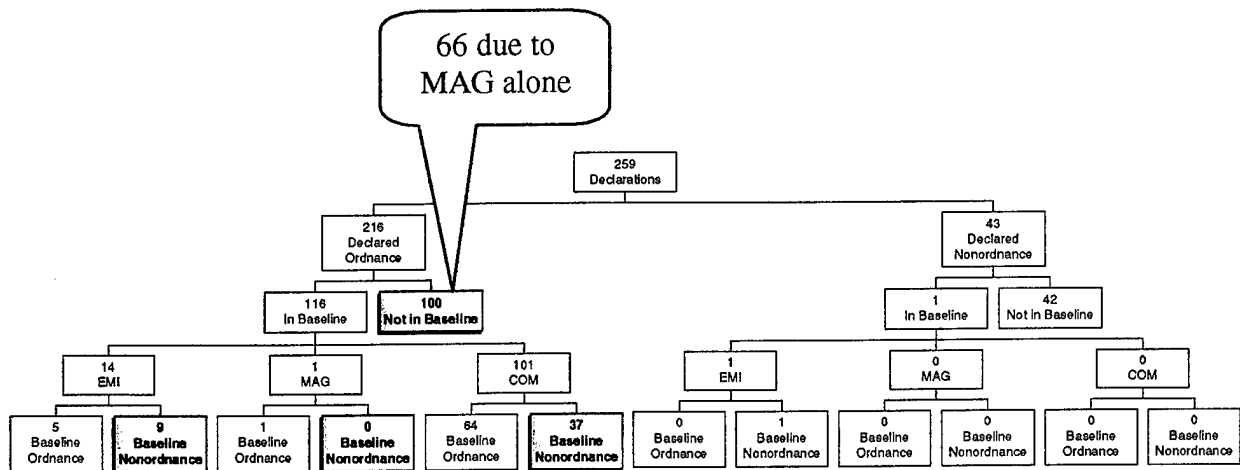 66 due to
MAG alone
259
Declarations
216
Declared
Ordnance
43
Declared
Nonordnance
116
In Baseline
100
Not in Baseline
1
In Baseline
42
Not in Baseline
14
EMI
1
MAG
101
COM
1
EMI
0
MAG
0
COM
5
Baseline
Ordnance
9
Baseline
Nonordnance
1
Baseline
Ordnance
0
Baseline
Nonordnance
64
Baseline
Ordnance
37
Baseline
Nonordnance
0
Baseline
Ordnance
1
Baseline
Nonordnance
0
Baseline
Ordnance
0
Baseline
Nonordnance
0
Baseline
Ordnance
0
Baseline
Nonordnance